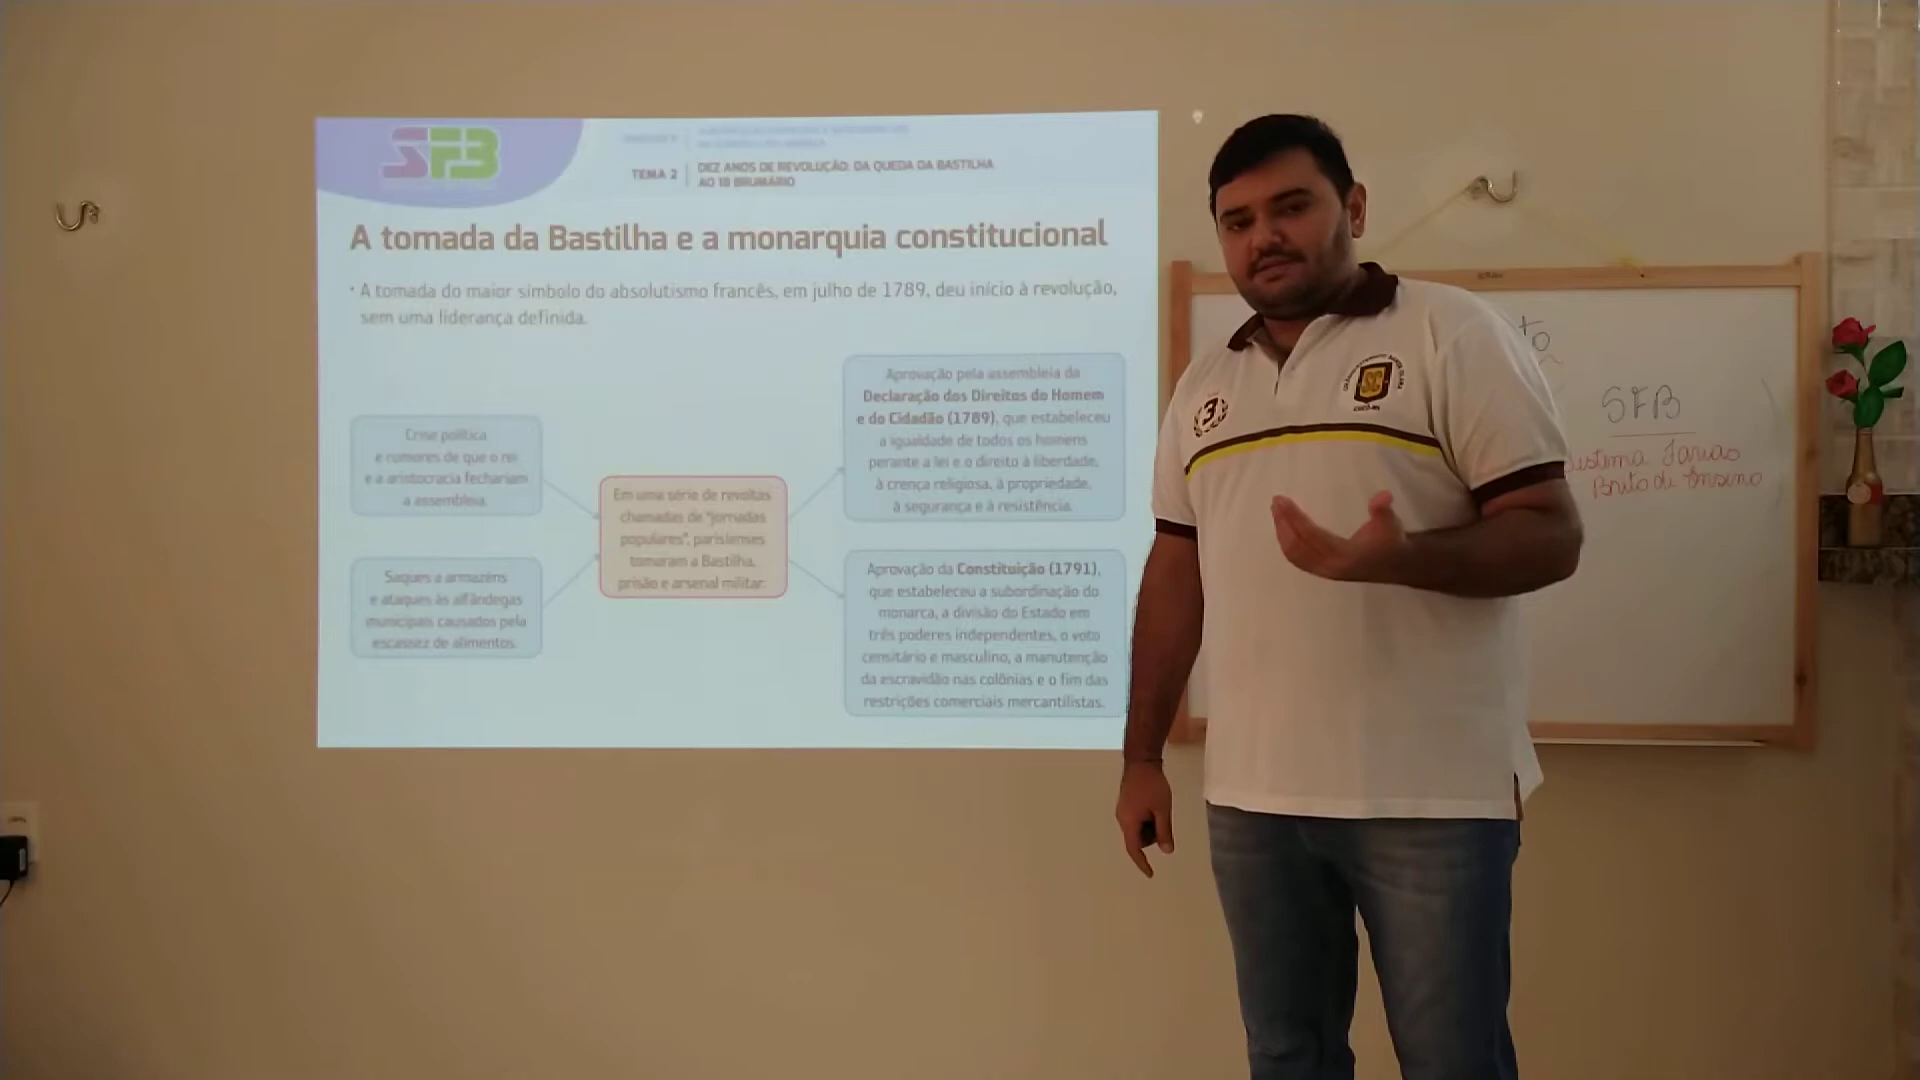 SFB
TEMA 2
DEZ ANOS DE REVOLUÇÃO: DA QUEDA DA BASTILHA
AO 18 BRUMÁRIO
A tomada da Bastilha e a monarquia constitucional
• A tomada do maior símbolo do absolutismo francês, em julho de 1789, deu início à revolução,
sem uma liderança definida.
Crise política
e rumores de que o rei
e a aristocracia fechariam
a assembleia.
Saques a armazéns
e ataques às alfândegas
municipais causados pela
escassez de alimentos.
Em uma série de revoltas
chamadas de "jornadas
populares", parisienses
tomaram a Bastilha,
prisão e arsenal militar.
Aprovação pela assembleia da
Declaração dos Direitos do Homem
e do Cidadão (1789), que estabeleceu
a igualdade de todos os homens
perante a lei e o direito à liberdade,
à crença religiosa, à propriedade,
à segurança e à resistência.
Aprovação da Constituição (1791),
que estabeleceu a subordinação do
monarca, a divisão do Estado em
três poderes independentes, o voto
censitário e masculino, a manutenção
da escravidão nas colônias e o fim das
restrições comerciais mercantilistas.
3
SC
to
SFB
Sistema Farias
Brito de Ensino